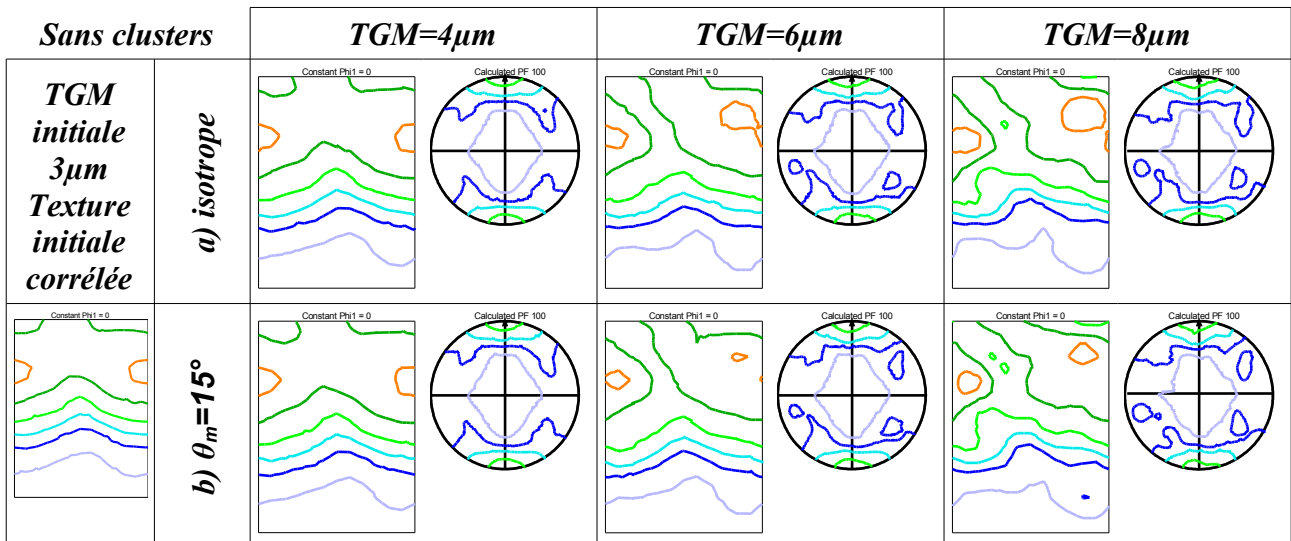 Sans clusters
TGM=4µm
TGM=6µm
TGM=8µm
TGM
initiale
3µm
Texture
initiale
corrélée
a) isotrope
Constant Phi1 = 0
Calculated PF 100
Constant Phi1 = 0
Calculated PF 100
Constant Phi1 = 0
Calculated PF 100
Constant Phi1 = 0
b) θm=15°
Constant Phi1 = 0
Calculated PF 100
Constant Phi1 = 0
Calculated PF 100
Constant Phi1 = 0
Calculated PF 100